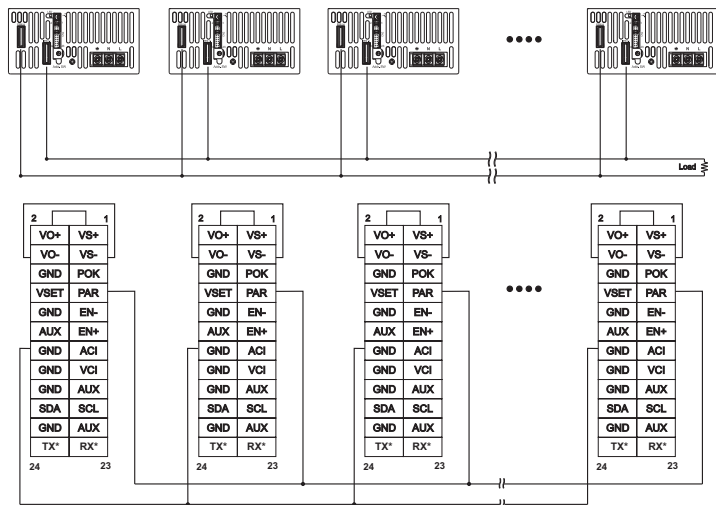 N L
N L
N L
N L
Load
2 1
VO+ VS+
VO- VS-
GND POK
VSET PAR
GND EN-
AUX EN+
GND ACI
GND VCI
GND AUX
SDA SCL
GND AUX
TX* RX*
24 23
2 1
VO+ VS+
VO- VS-
GND POK
VSET PAR
GND EN-
AUX EN+
GND ACI
GND VCI
GND AUX
SDA SCL
GND AUX
TX* RX*
24 23
2 1
VO+ VS+
VO- VS-
GND POK
VSET PAR
GND EN-
AUX EN+
GND ACI
GND VCI
GND AUX
SDA SCL
GND AUX
TX* RX*
24 23
2 1
VO+ VS+
VO- VS-
GND POK
VSET PAR
GND EN-
AUX EN+
GND ACI
GND VCI
GND AUX
SDA SCL
GND AUX
TX* RX*
24 23